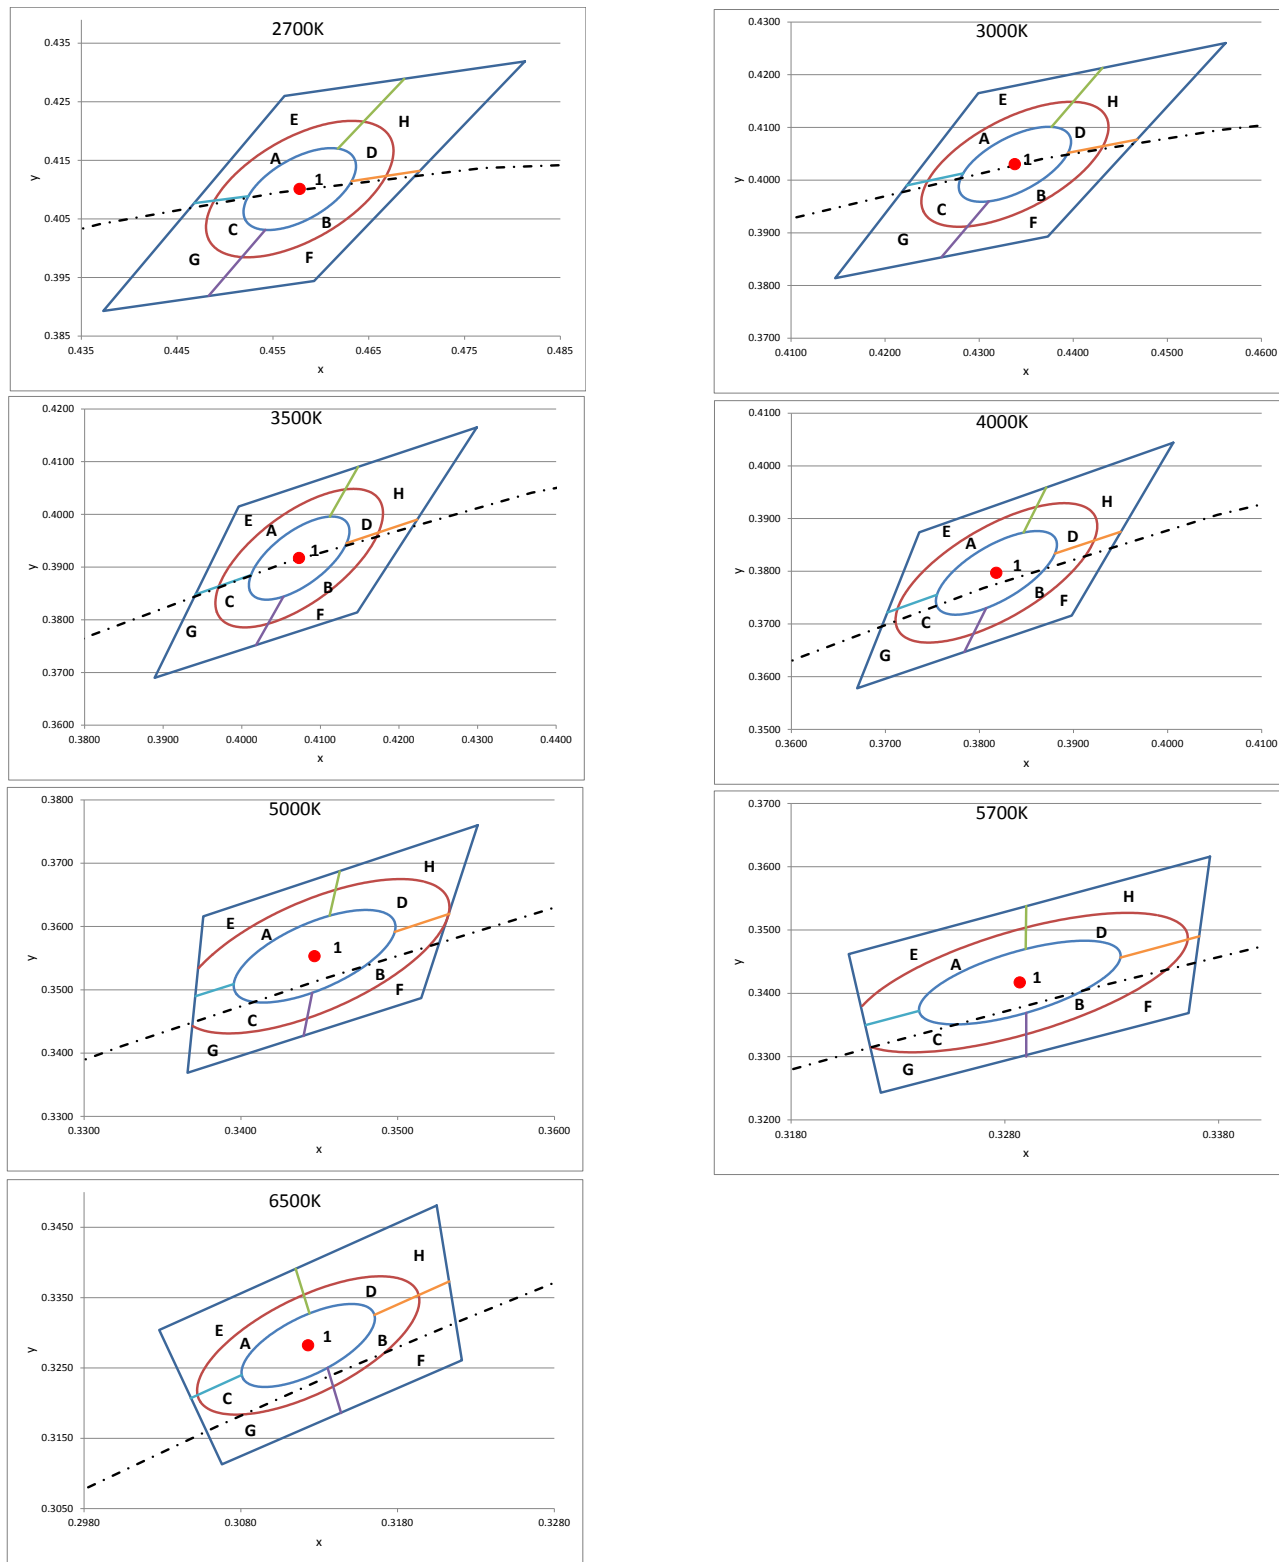 2700K
0.435
0.425
0.415
0.405
0.395
0.385
y
E
H
A
D
1
C
B
G
F
0.435 0.445 0.455 0.465 0.475 0.485
x
3000K
0.4300
0.4200
0.4100
0.4000
0.3900
0.3800
0.3700
y
E
H
A
D
1
B
C
F
G
0.4100 0.4200 0.4300 0.4400 0.4500 0.4600
x
3500K
0.4200
0.4100
0.4000
0.3900
0.3800
0.3700
0.3600
y
H
E
D
A
1
B
C
F
G
0.3800 0.3900 0.4000 0.4100 0.4200 0.4300 0.4400
x
4000K
0.4100
0.4000
0.3900
0.3800
0.3700
0.3600
0.3500
y
H
E
D
A
1
B
F
C
G
0.3600 0.3700 0.3800 0.3900 0.4000 0.4100
x
5000K
0.3800
0.3700
0.3600
0.3500
0.3400
0.3300
y
H
D
E
A
1
B
F
C
G
0.3300 0.3400 0.3500 0.3600
x
5700K
0.3700
0.3600
0.3500
0.3400
0.3300
0.3200
y
H
D
E
A
1
B
F
C
G
0.3180 0.3280 0.3380
x
6500K
0.3450
0.3350
0.3250
0.3150
0.3050
y
H
D
E
1
A
B
F
C
G
0.2980 0.3080 0.3180 0.3280
x